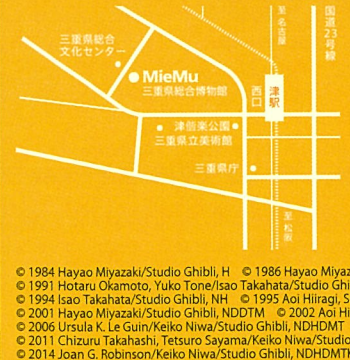 至 名古屋
国道23号線
三重県総合
文化センター
MieMu
三重県総合博物館
西口
津駅
津偕楽公園
三重県立美術館
三重県庁
至 松阪
© 1984 Hayao Miyazaki/Studio Ghibli, H © 1986 Hayao Miyaz
© 1991 Hotaru Okamoto, Yuko Tone/Isao Takahata/Studio Ghi
© 1994 Isao Takahata/Studio Ghibli, NH © 1995 Aoi Hiiragi, S
© 2001 Hayao Miyazaki/Studio Ghibli, NDDTM © 2002 Aoi Hi
© 2006 Ursula K. Le Guin/Keiko Niwa/Studio Ghibli, NDHDMT
© 2011 Chizuru Takahashi, Tetsuro Sayama/Keiko Niwa/Studio
© 2014 Joan G. Robinson/Keiko Niwa/Studio Ghibli, NDHDMT